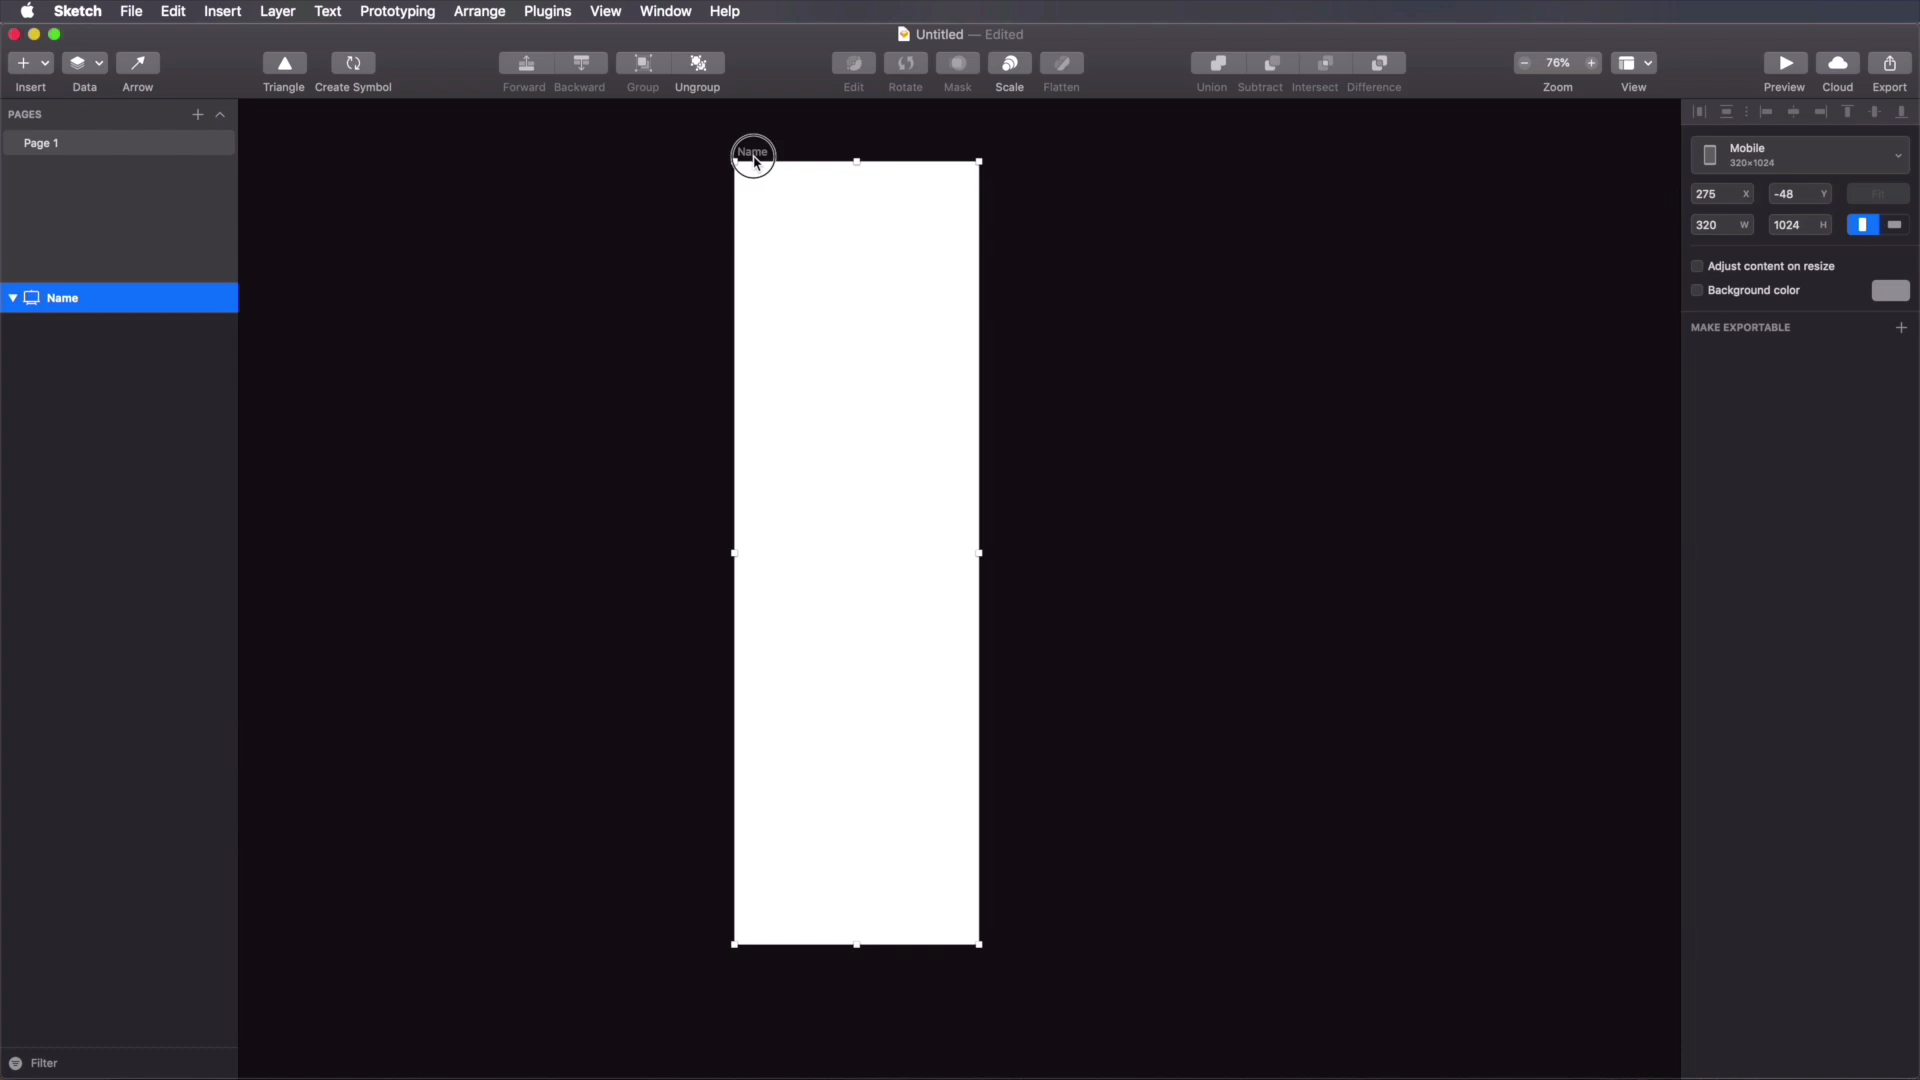 Sketch File Edit Insert Layer Text Prototyping Arrange Plugins View Window Help
Untitled — Edited
76%
Insert Data Arrow Triangle Create Symbol Forward Backward Group Ungroup Edit Rotate Mask Scale Flatten Union Subtract Intersect Difference Zoom View Preview Cloud Export
PAGES
Page 1
Name
Filter
Name
Mobile
320×1024
275 X -48 Y Fit
320 W 1024 H
Adjust content on resize
Background color
MAKE EXPORTABLE